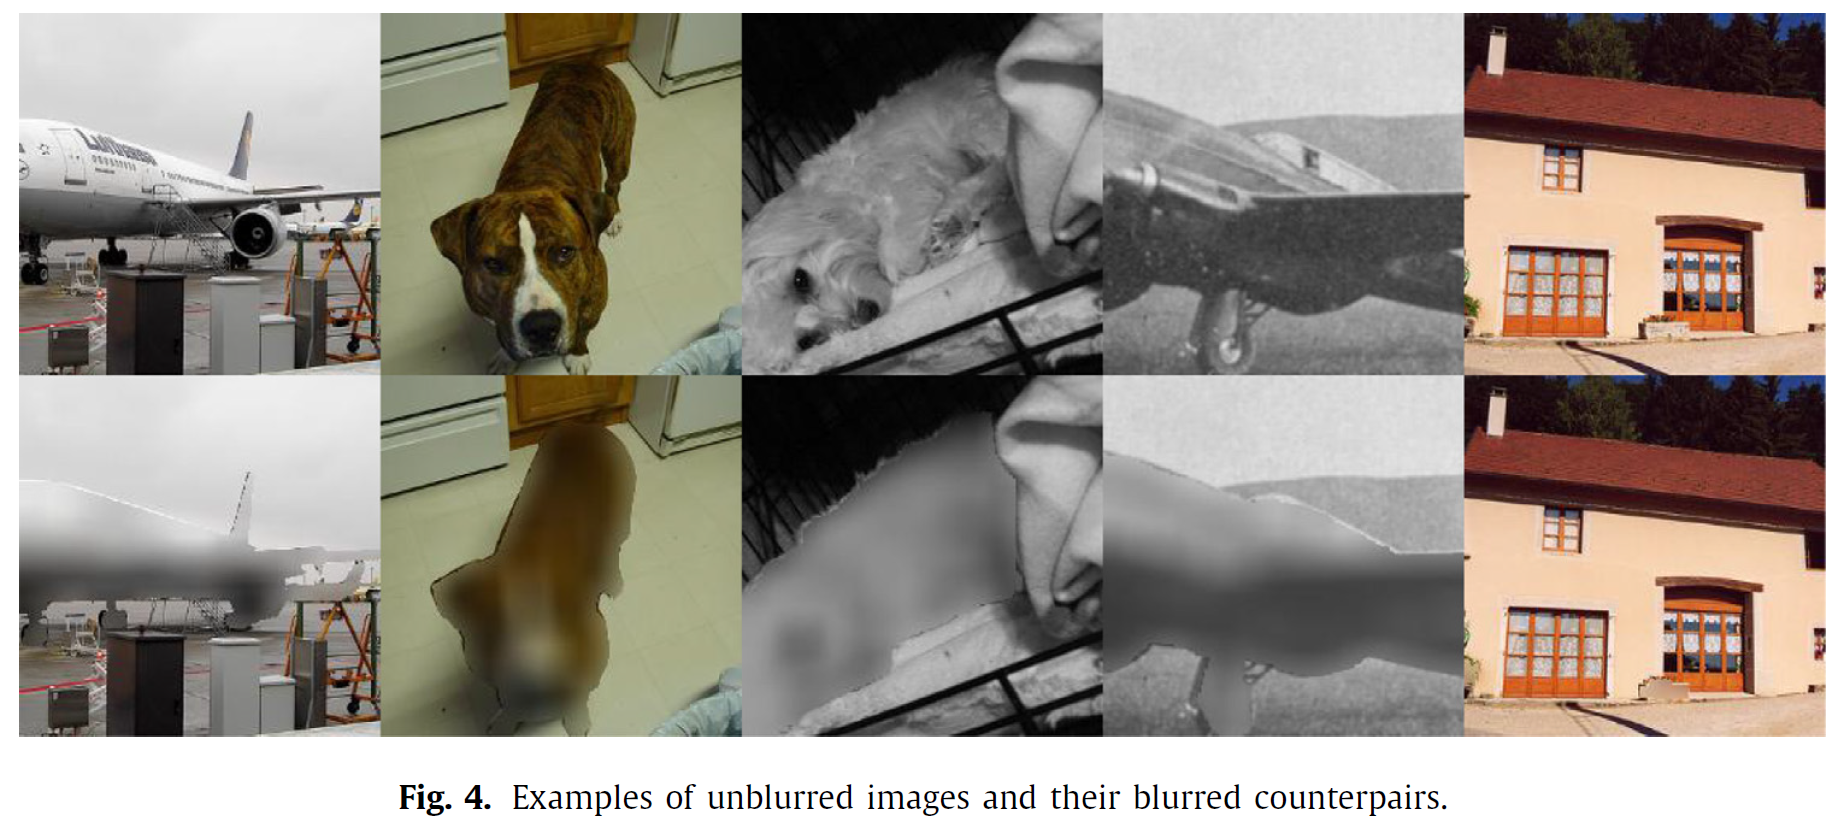 Lufthansa
Fig. 4. Examples of unblurred images and their blurred counterpairs.